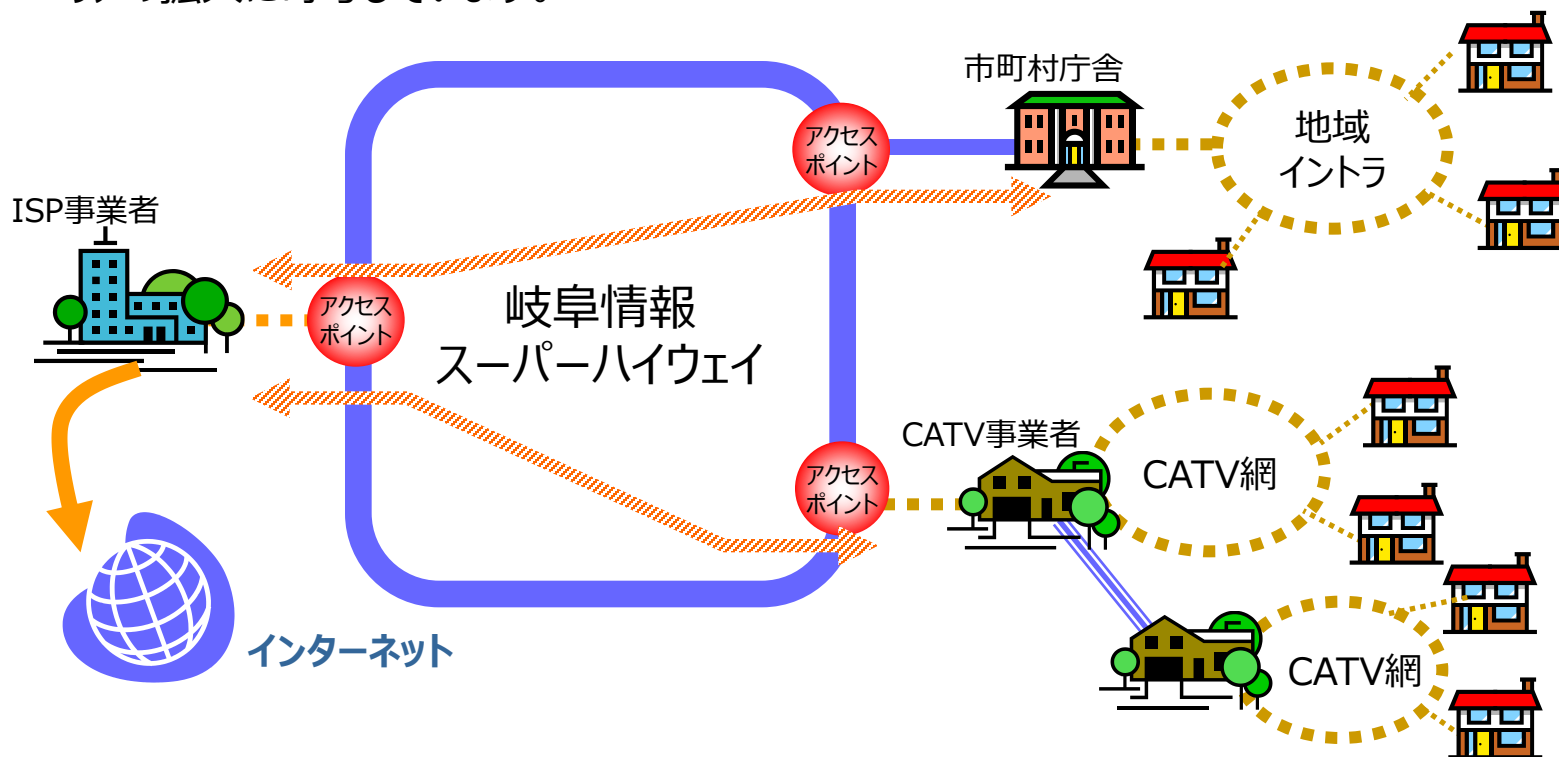 市町村庁舎
アクセス
ポイント
地域
イントラ
ISP事業者
アクセス
ポイント
岐阜情報
スーパーハイウェイ
CATV事業者
アクセス
ポイント
CATV網
インターネット
CATV網